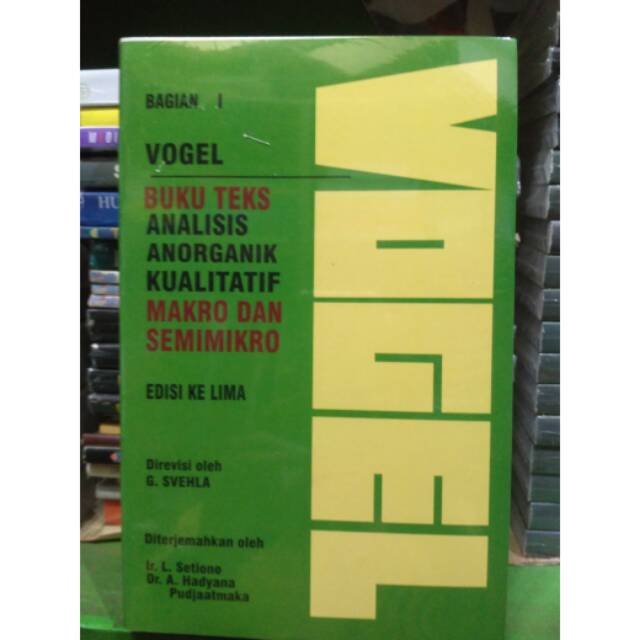 BAGIAN I
VOGEL
BUKU TEKS
ANALISIS
ANORGANIK
KUALITATIF
MAKRO DAN
SEMIMIKRO
EDISI KE LIMA
Direvisi oleh
G. SVEHLA
Diterjemahkan oleh
Ir. L. Setiono
Dr. A. Hadyana
Pudjaatmaka
VOGEL